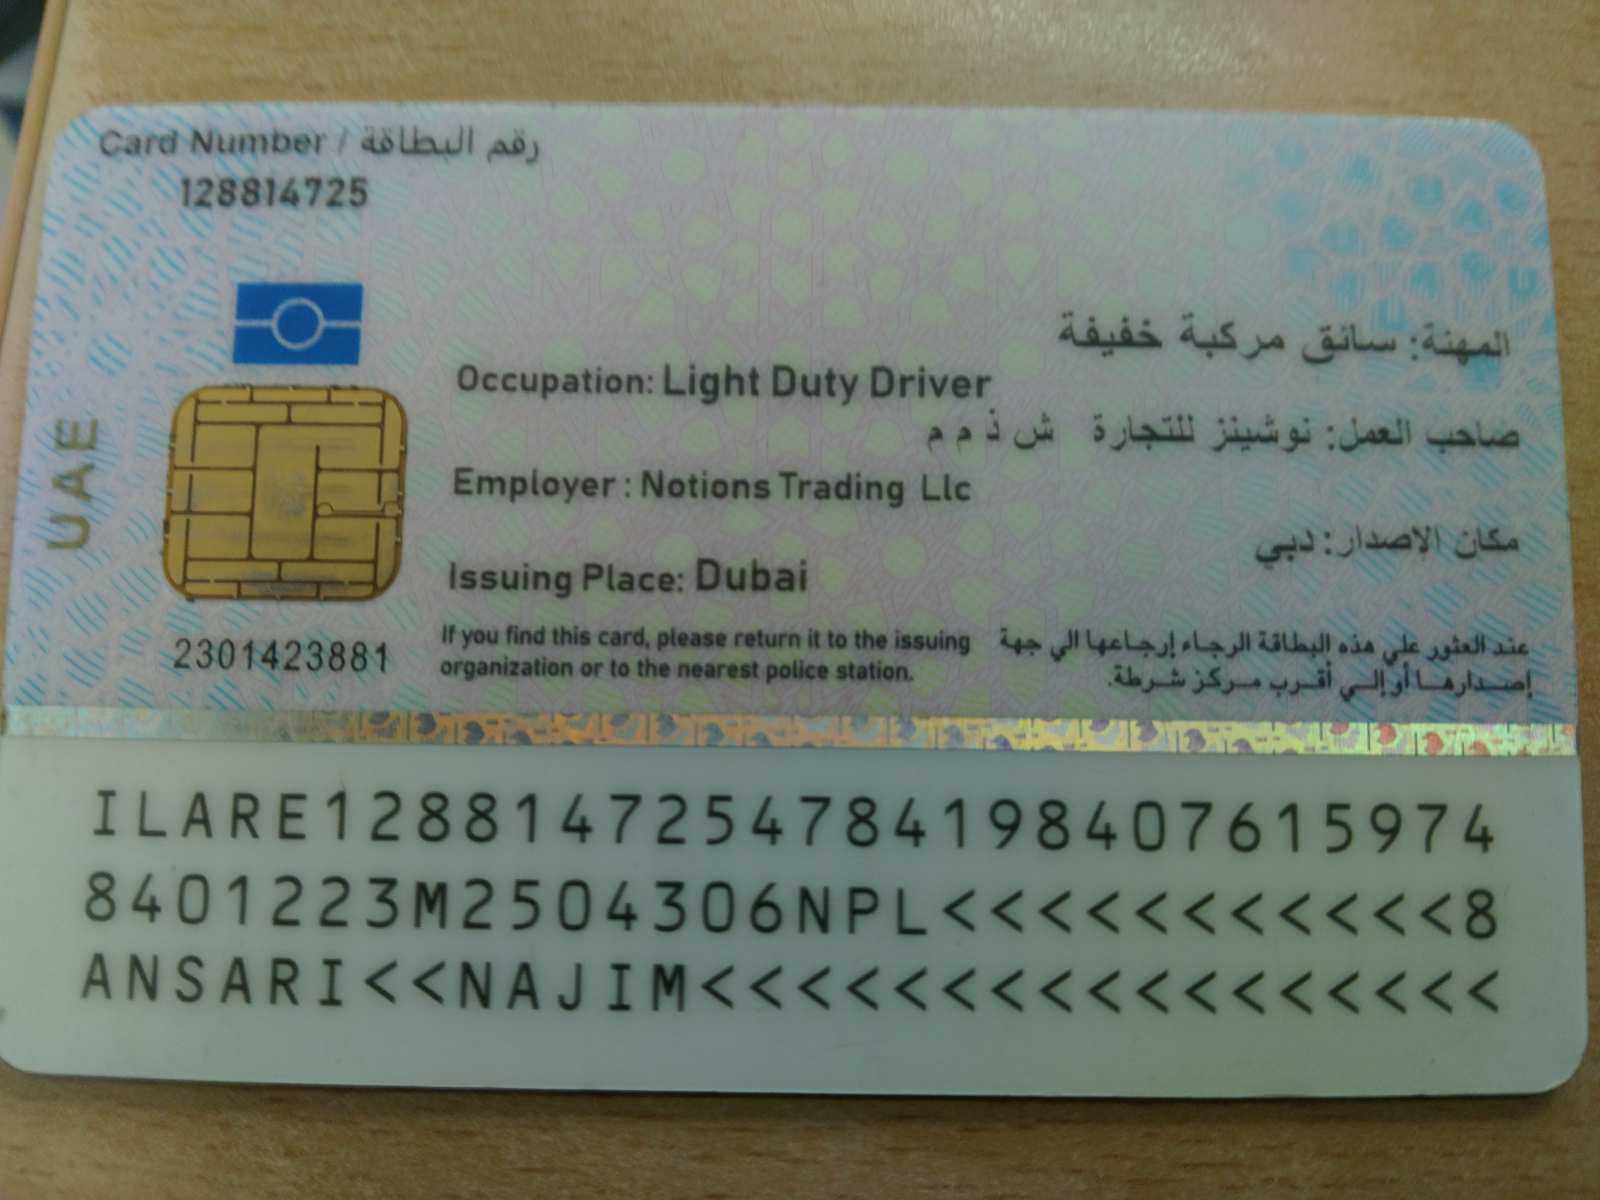 Card Number / رقم البطاقة
128814725
المهنة: سائق مركبة خفيفة
Occupation: Light Duty Driver
صاحب العمل: نوشينز للتجارة ش ذ م م
Employer : Notions Trading Llc
مكان الاصدار: دبي
Issuing Place: Dubai
UAE
2301423881
If you find this card, please return it to the issuing
organization or to the nearest police station.
عند العثور علي هذه البطاقة الرجاء إرجاعها الي جهة
إصدارها أو إلي أقرب مركز شرطة.
ILARE1288147254784198407615974
8401223M2504306NPL<<<<<<<<<<<8
ANSARI<<NAJIM<<<<<<<<<<<<<<<<<